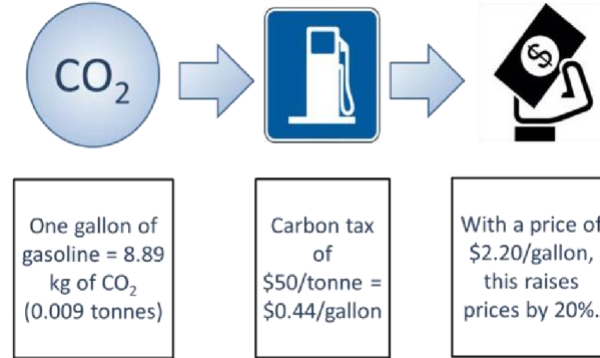 CO₂
$
One gallon of
gasoline = 8.89
kg of CO₂
(0.009 tonnes)
Carbon tax
of
$50/tonne =
$0.44/gallon
With a price of
$2.20/gallon,
this raises
prices by 20%.